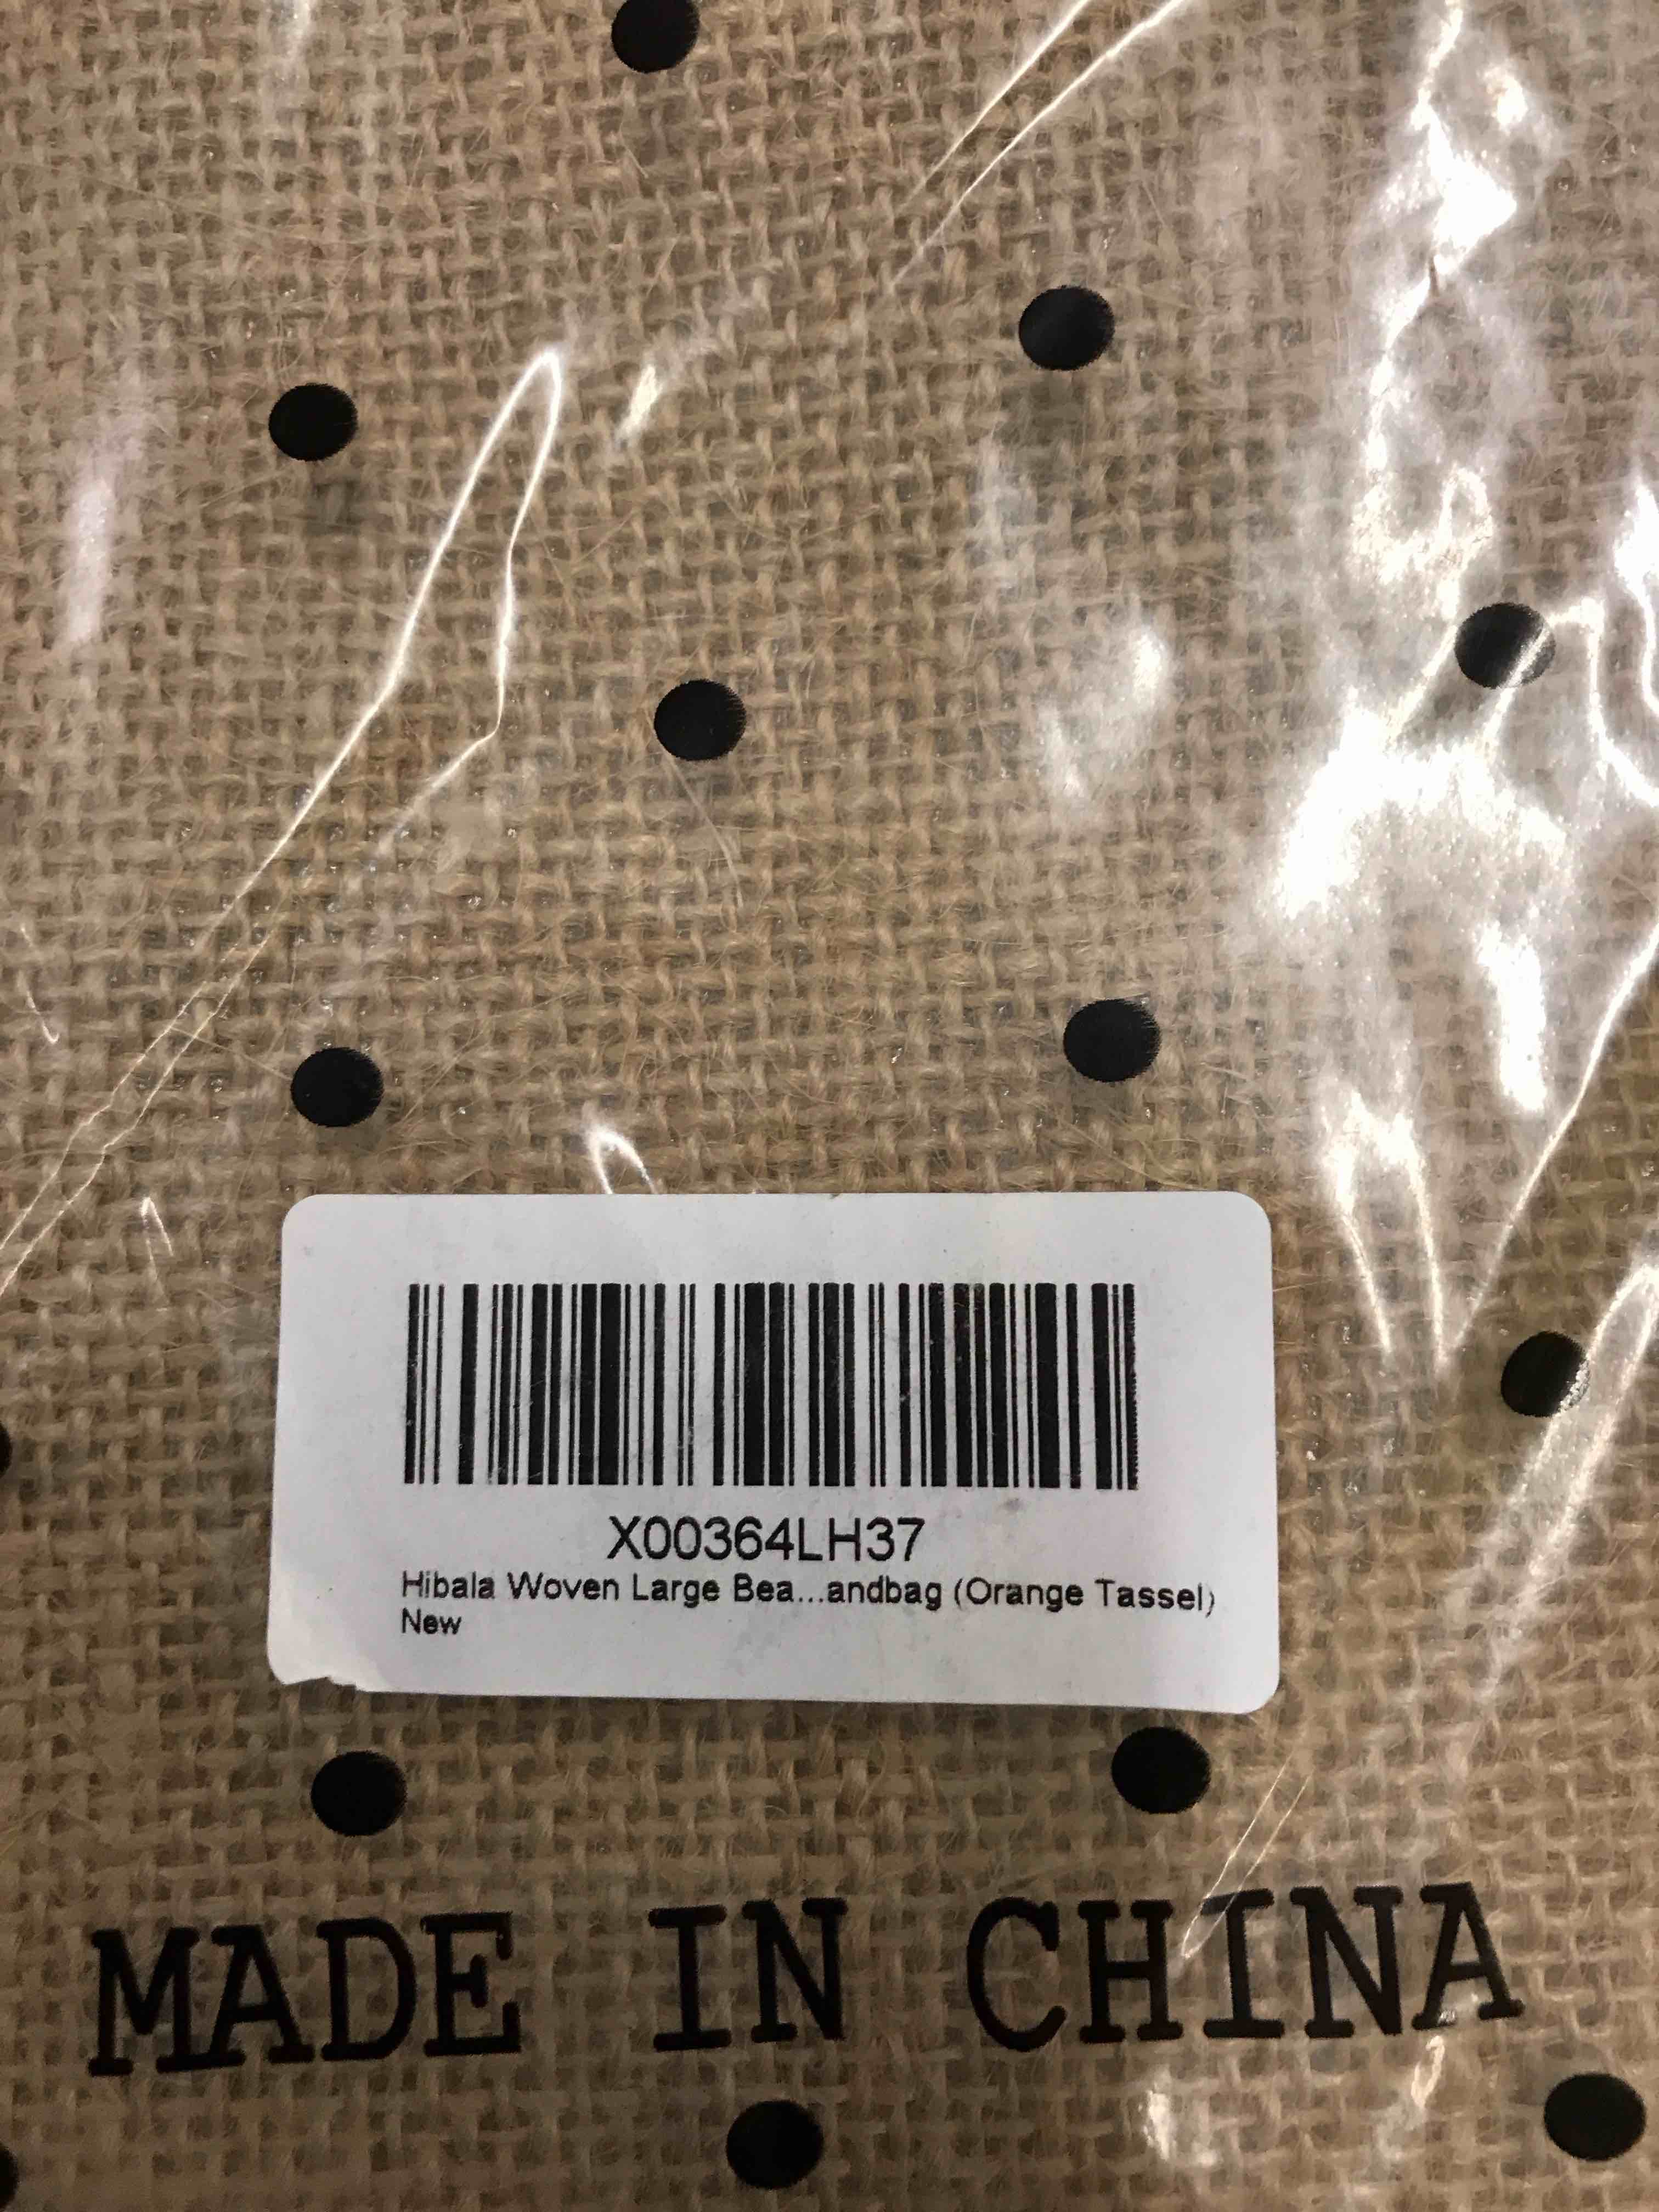 X00364LH37
Hibala Woven Large Bea...andbag (Orange Tassel)
New
MADE IN CHINA